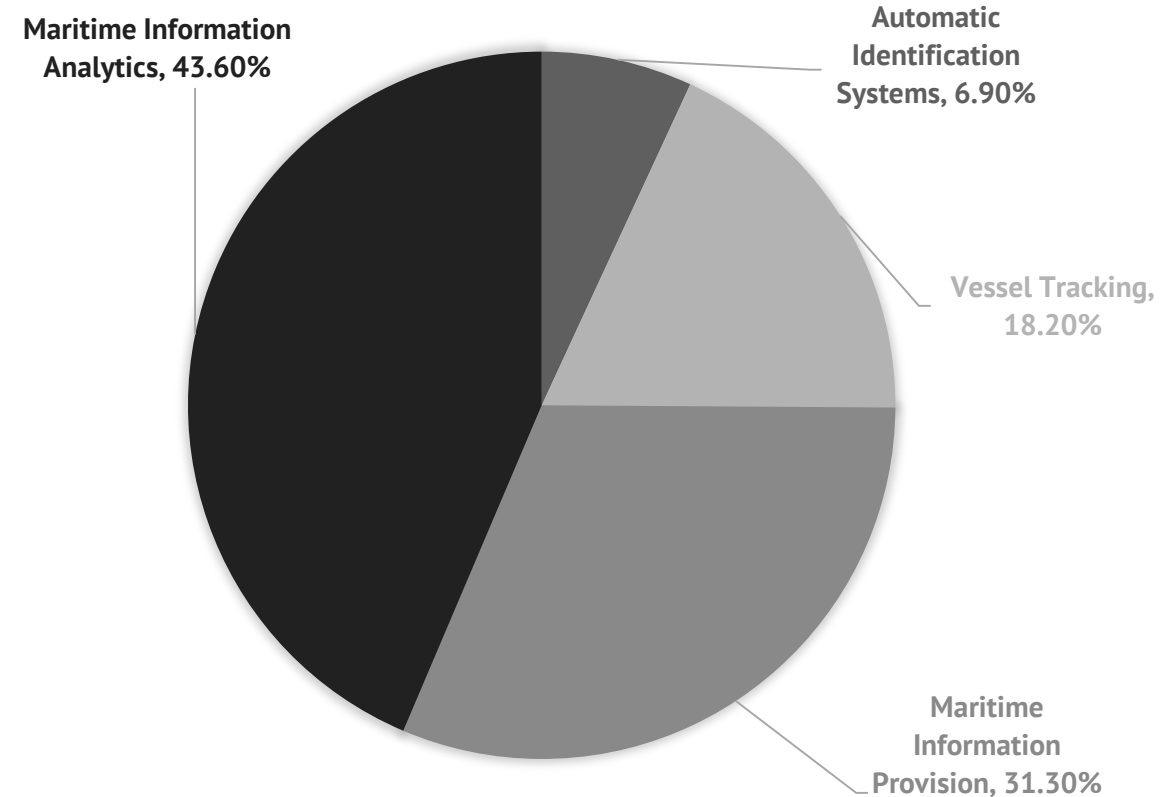 Maritime Information
Analytics, 43.60%
Automatic
Identification
Systems, 6.90%
Vessel Tracking,
18.20%
Maritime
Information
Provision, 31.30%